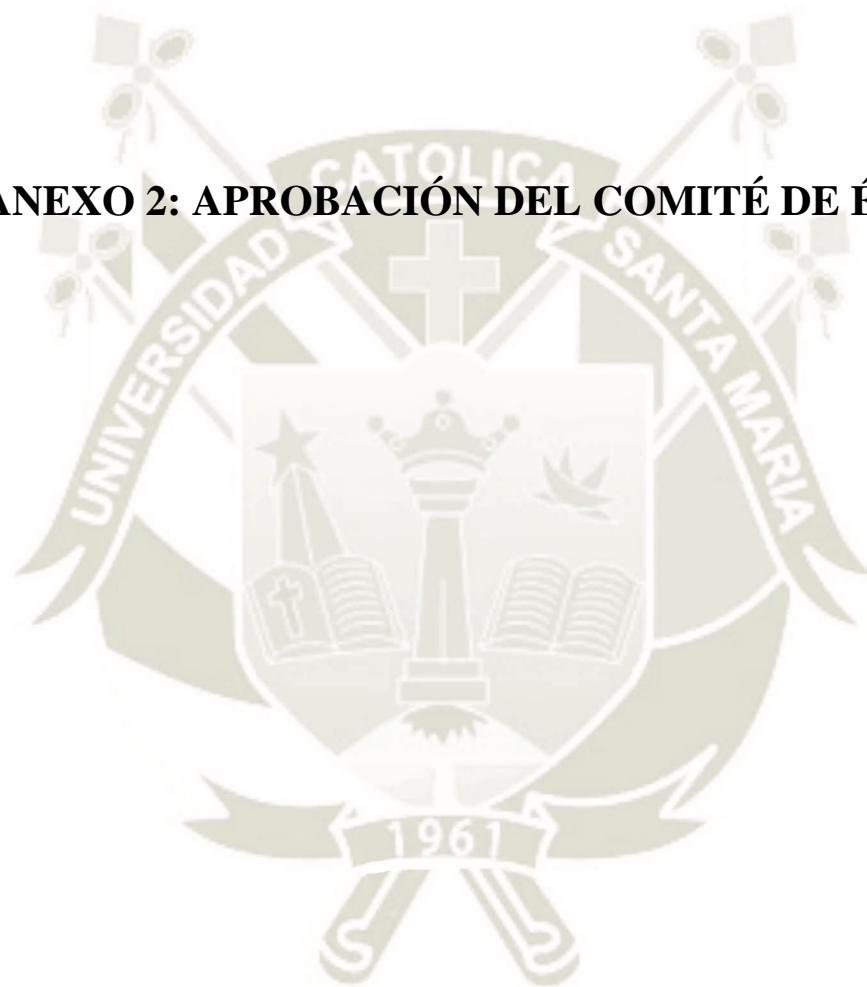 CATOLICA
ANEXO 2: APROBACIÓN DEL COMITÉ DE É
UNIVERSIDAD
SANTA MARIA
1961